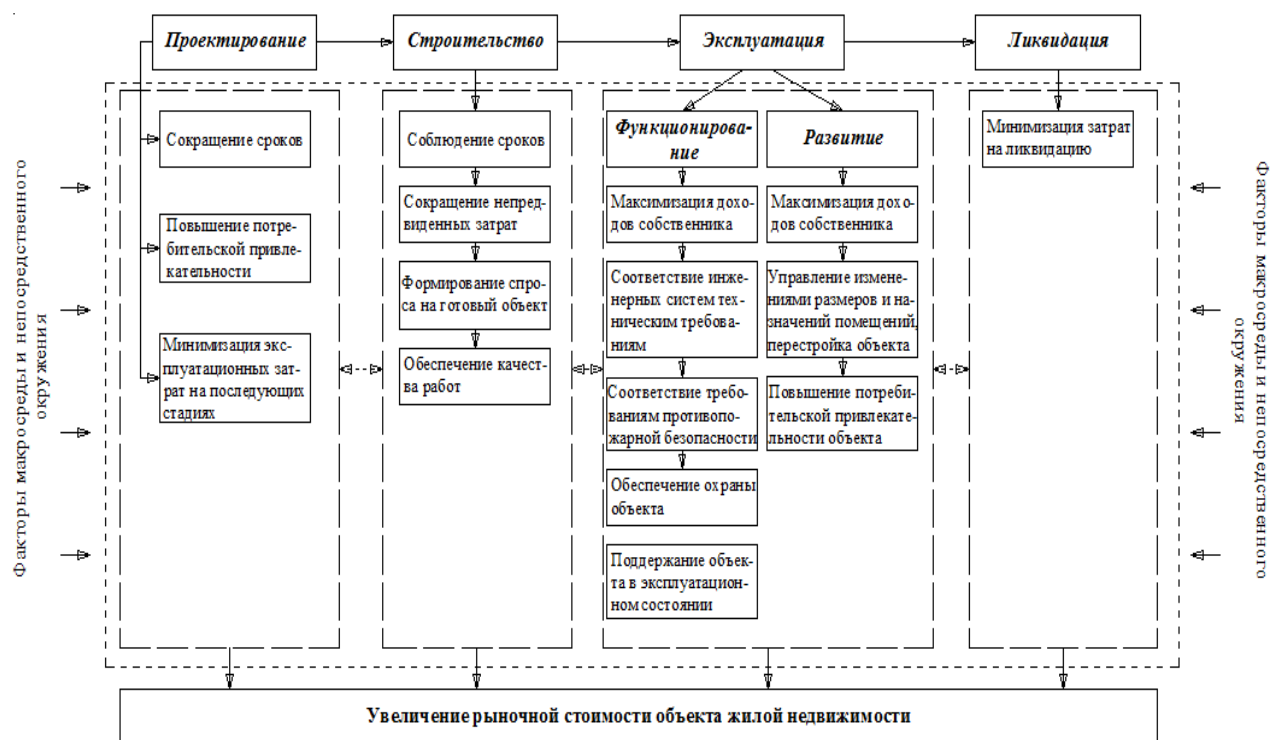 Проектирование
Строительство
Эксплуатация
Ликвидация
Факторы макросреды и непосредственного
окружения
Сокращение сроков
Повышение потре-
бительской привле-
кательности
Минимизация экс-
плуатационных зат-
рат на последующих
стадиях
Соблюдение сроков
Сокращение непред-
виденных затрат
Формирование спро-
са на готовый объект
Обеспечение качест-
ва работ
Функционирова-
ние
Максимизация дохо-
дов собственника
Соответствие инже-
нерных систем тех-
ническим требова-
ниям
Соответствие требо-
ваниям противопо-
жарной безопасности
Обеспечение охраны
объекта
Поддержание объек-
та в эксплуатацион-
ном состоянии
Развитие
Максимизация дохо-
дов собственника
Управление измене-
ниями размеров и на-
значений помещений,
перестройка объекта
Повышение потреби-
тельской привлекате-
льности объекта
Минимизация затрат
на ликвидацию
Факторы макросреды и непосредственного
окружения
Увеличение рыночной стоимости объекта жилой недвижимости